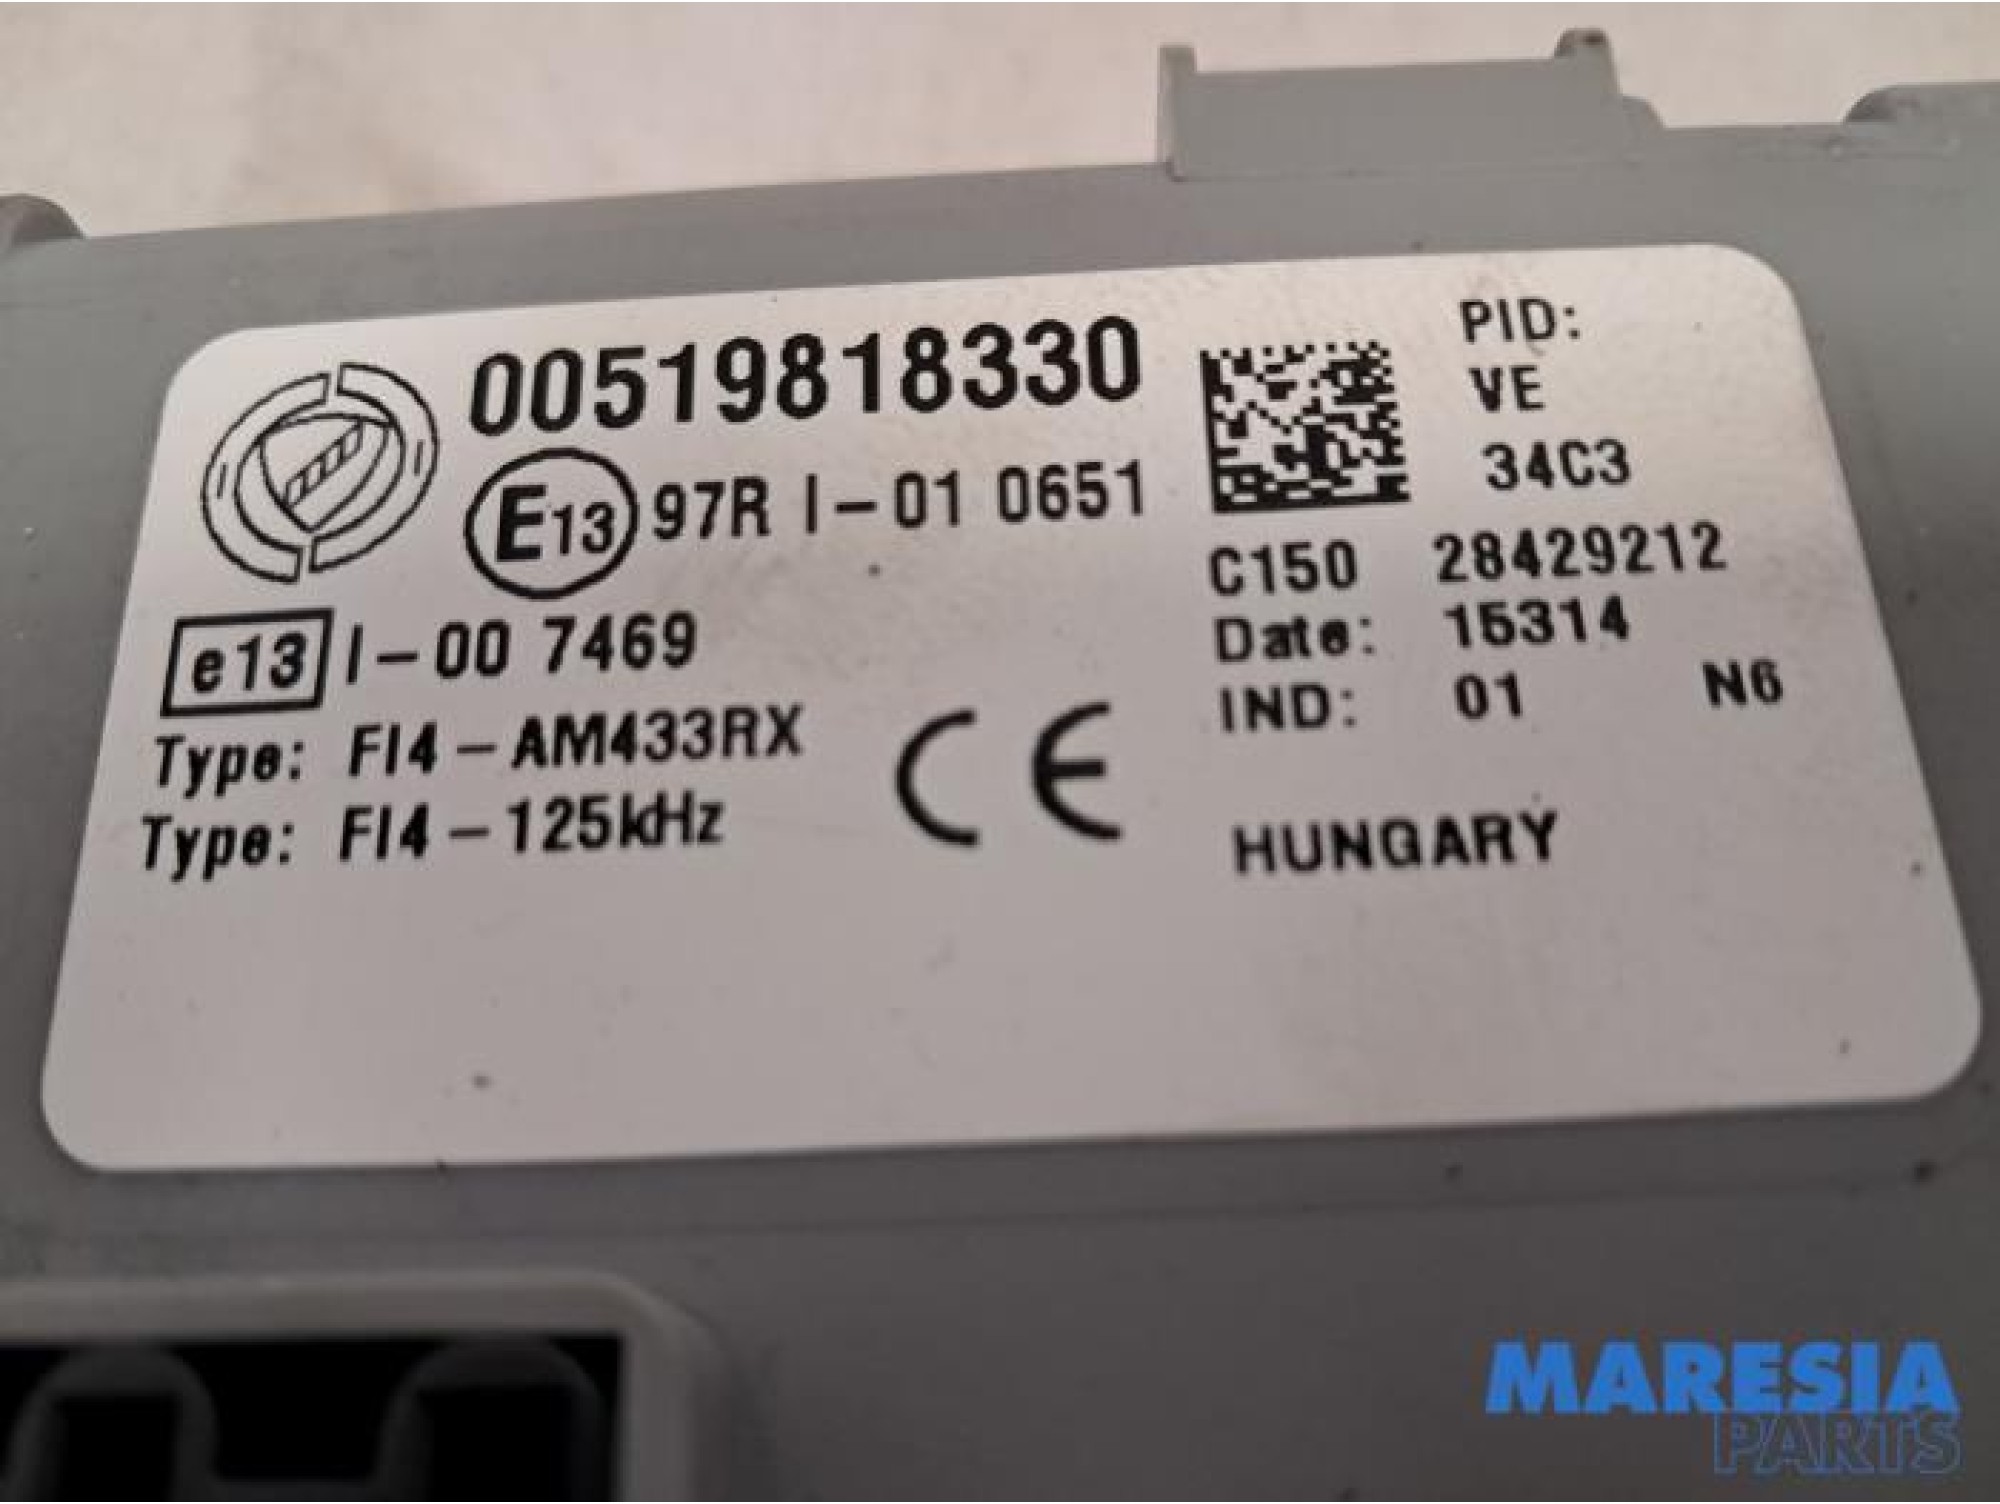 00519818330
E13 97R I-01 0651
e13 I-00 7469
Type: FI4-AM433RX
Type: FI4-125kHz
CE
PID:
VE
34C3
C150 28429212
Date: 15314
IND: 01 N6
HUNGARY
MARESIA
PARTS